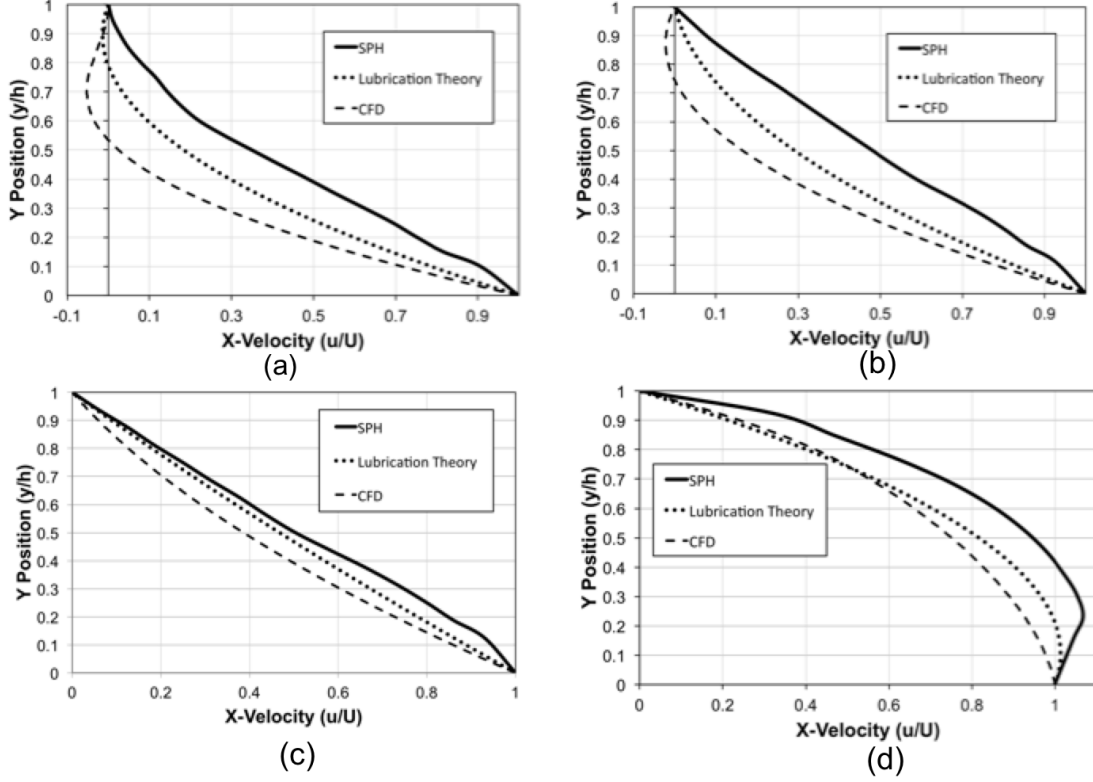 1
0.9
0.8
0.7
0.6
0.5
0.4
0.3
0.2
0.1
0
Y Position (y/h)
SPH
Lubrication Theory
CFD
-0.1 0.1 0.3 0.5 0.7 0.9
X-Velocity (u/U)
(a)
1
0.9
0.8
0.7
0.6
0.5
0.4
0.3
0.2
0.1
0
Y Position (y/h)
SPH
Lubrication Theory
CFD
-0.1 0.1 0.3 0.5 0.7 0.9
X-Velocity (u/U)
(b)
1
0.9
0.8
0.7
0.6
0.5
0.4
0.3
0.2
0.1
0
Y Position (y/h)
SPH
Lubrication Theory
CFD
0 0.2 0.4 0.6 0.8 1
X-Velocity (u/U)
(c)
1
0.9
0.8
0.7
0.6
0.5
0.4
0.3
0.2
0.1
0
Y Position (y/h)
SPH
Lubrication Theory
CFD
0 0.2 0.4 0.6 0.8 1
X-Velocity (u/U)
(d)